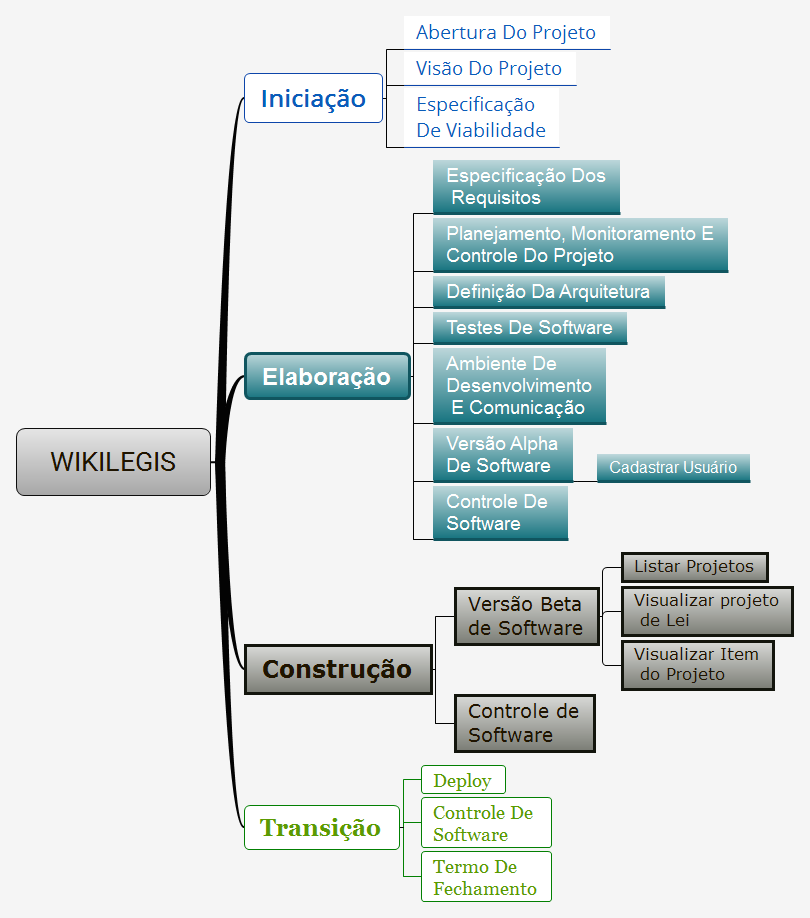 WIKILEGIS
Iniciação
Abertura Do Projeto
Visão Do Projeto
Especificação
De Viabilidade
Elaboração
Especificação Dos
Requisitos
Planejamento, Monitoramento E
Controle Do Projeto
Definição Da Arquitetura
Testes De Software
Ambiente De
Desenvolvimento
E Comunicação
Versão Alpha
De Software
Cadastrar Usuário
Controle De
Software
Construção
Versão Beta
de Software
Listar Projetos
Visualizar projeto
de Lei
Visualizar Item
do Projeto
Controle de
Software
Transição
Deploy
Controle De
Software
Termo De
Fechamento